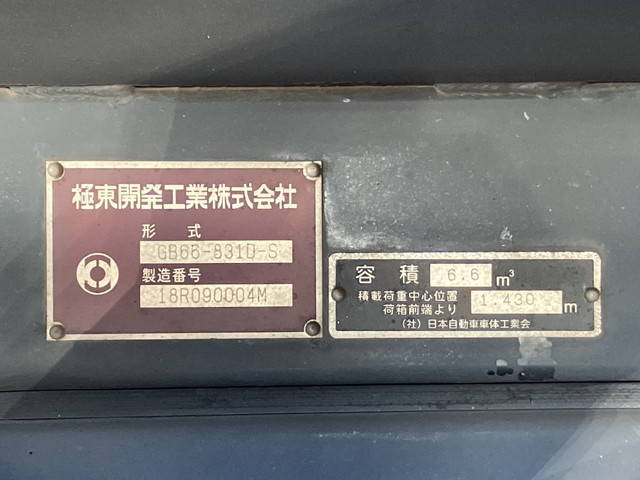 極東開発工業株式会社
形式
GB66-831D-S
製造番号
18R090004M
容積 6.6 m³
積載荷重中心位置
荷箱前端より 1.430 m
(社)日本自動車車体工業会